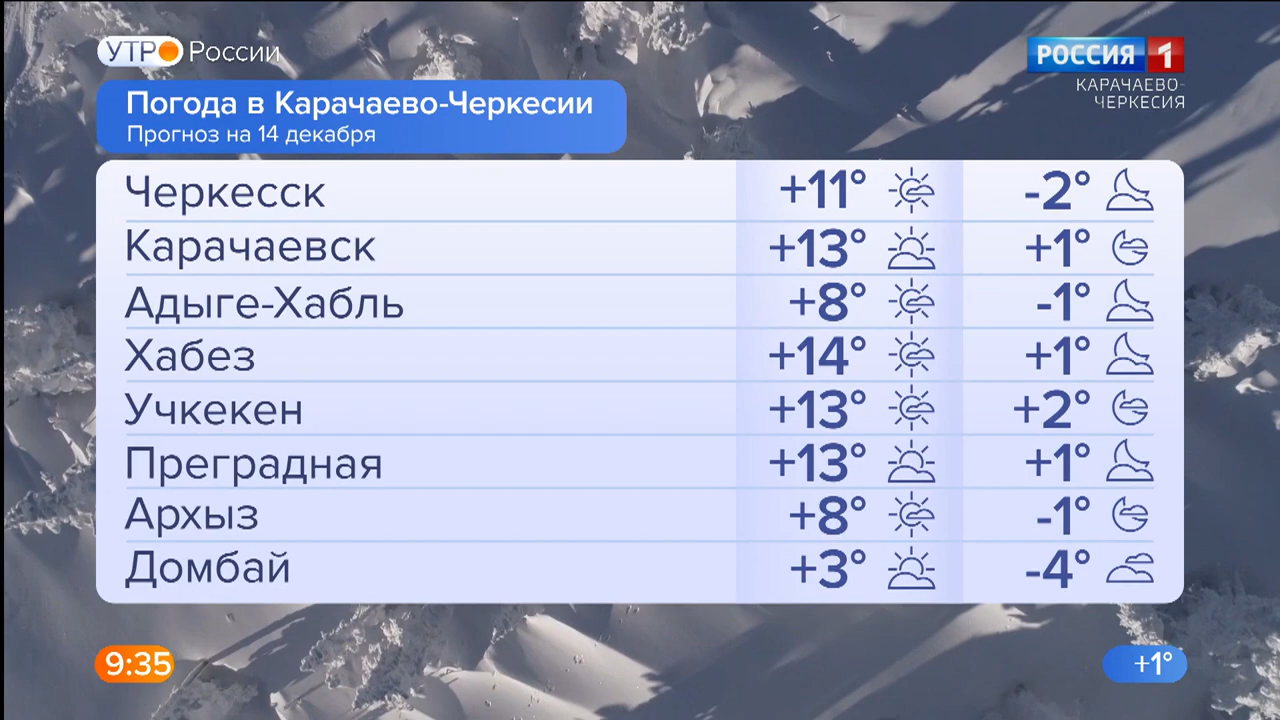 УТРО России
РОССИЯ 1
КАРАЧАЕВО-
ЧЕРКЕСИЯ
Погода в Карачаево-Черкесии
Прогноз на 14 декабря
Черкесск +11° -2°
Карачаевск +13° +1°
Адыге-Хабль +8° -1°
Хабез +14° +1°
Учкекен +13° +2°
Преградная +13° +1°
Архыз +8° -1°
Домбай +3° -4°
9:35 +1°